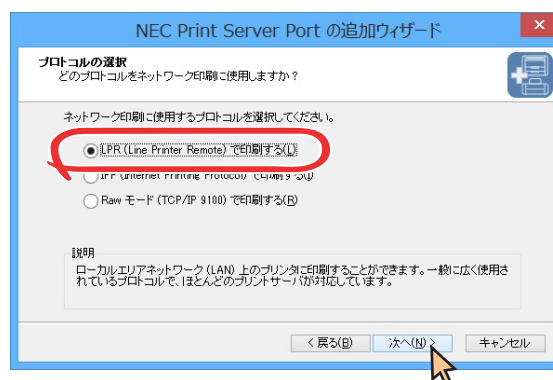 NEC Print Server Port の追加ウィザード
プロトコルの選択
どのプロトコルをネットワーク印刷に使用しますか？
ネットワーク印刷に使用するプロトコルを選択してください。
LPR (Line Printer Remote) で印刷する(L)
IPP (Internet Printing Protocol) で印刷する(I)
Raw モード (TCP/IP 9100) で印刷する(R)
説明
ローカルエリアネットワーク (LAN) 上のプリンタに印刷することができます。一般に広く使用さ
れているプロトコルで、ほとんどのプリントサーバが対応しています。
< 戻る(B)
次へ(N) >
キャンセル